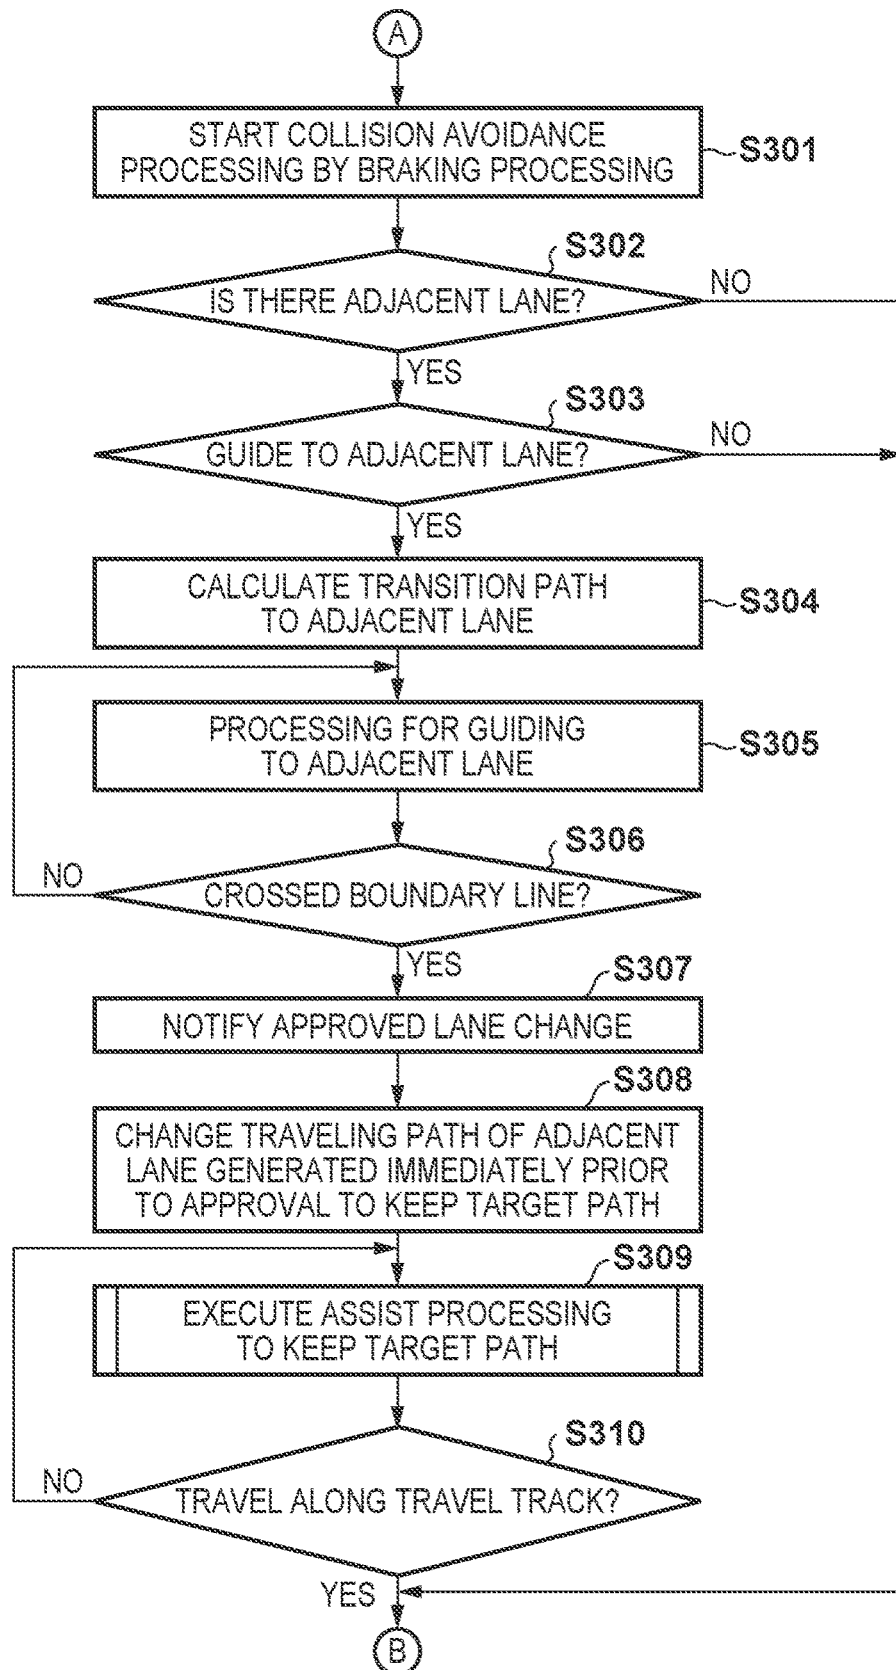 A
START COLLISION AVOIDANCE
PROCESSING BY BRAKING PROCESSING
S301
S302
IS THERE ADJACENT LANE?
NO
YES
S303
GUIDE TO ADJACENT LANE?
NO
YES
CALCULATE TRANSITION PATH
TO ADJACENT LANE
S304
PROCESSING FOR GUIDING
TO ADJACENT LANE
S305
S306
NO
CROSSED BOUNDARY LINE?
YES
S307
NOTIFY APPROVED LANE CHANGE
S308
CHANGE TRAVELING PATH OF ADJACENT
LANE GENERATED IMMEDIATELY PRIOR
TO APPROVAL TO KEEP TARGET PATH
S309
EXECUTE ASSIST PROCESSING
TO KEEP TARGET PATH
S310
NO
TRAVEL ALONG TRAVEL TRACK?
YES
B